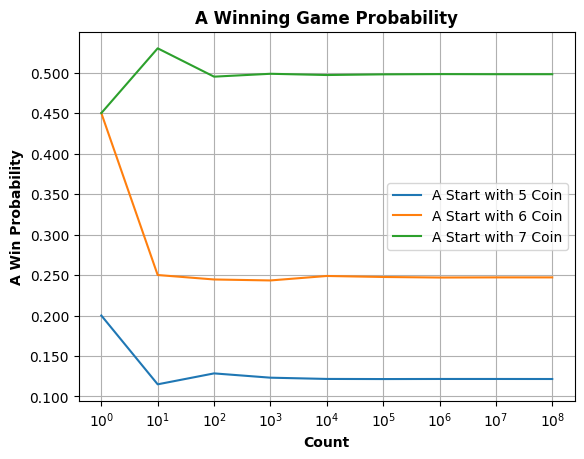 A Winning Game Probability
0.500
0.450
0.400
0.350
0.300
0.250
0.200
0.150
0.100
A Win Probability
A Start with 5 Coin
A Start with 6 Coin
A Start with 7 Coin
10⁰ 10¹ 10² 10³ 10⁴ 10⁵ 10⁶ 10⁷ 10⁸
Count